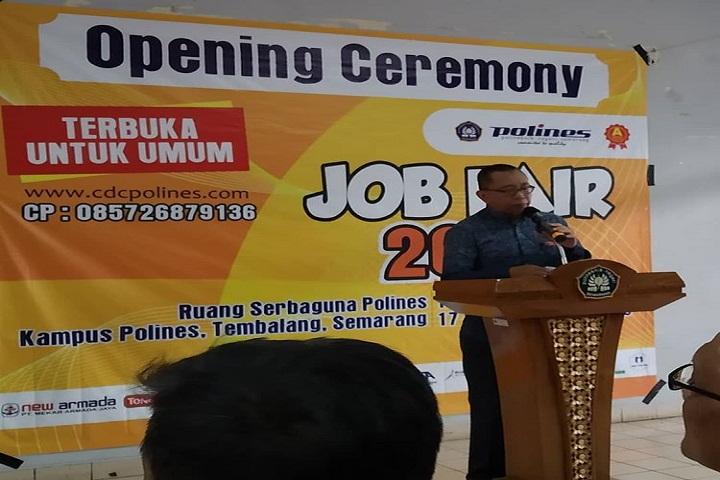 Opening Ceremony
TERBUKA
UNTUK UMUM
polines
www.cdcpolines.com
CP : 085726879136
JOB FAIR
Ruang Serbaguna Polines
Kampus Polines, Tembalang, Semarang 17
new armada
PT. MEKAR ARMADA JAYA